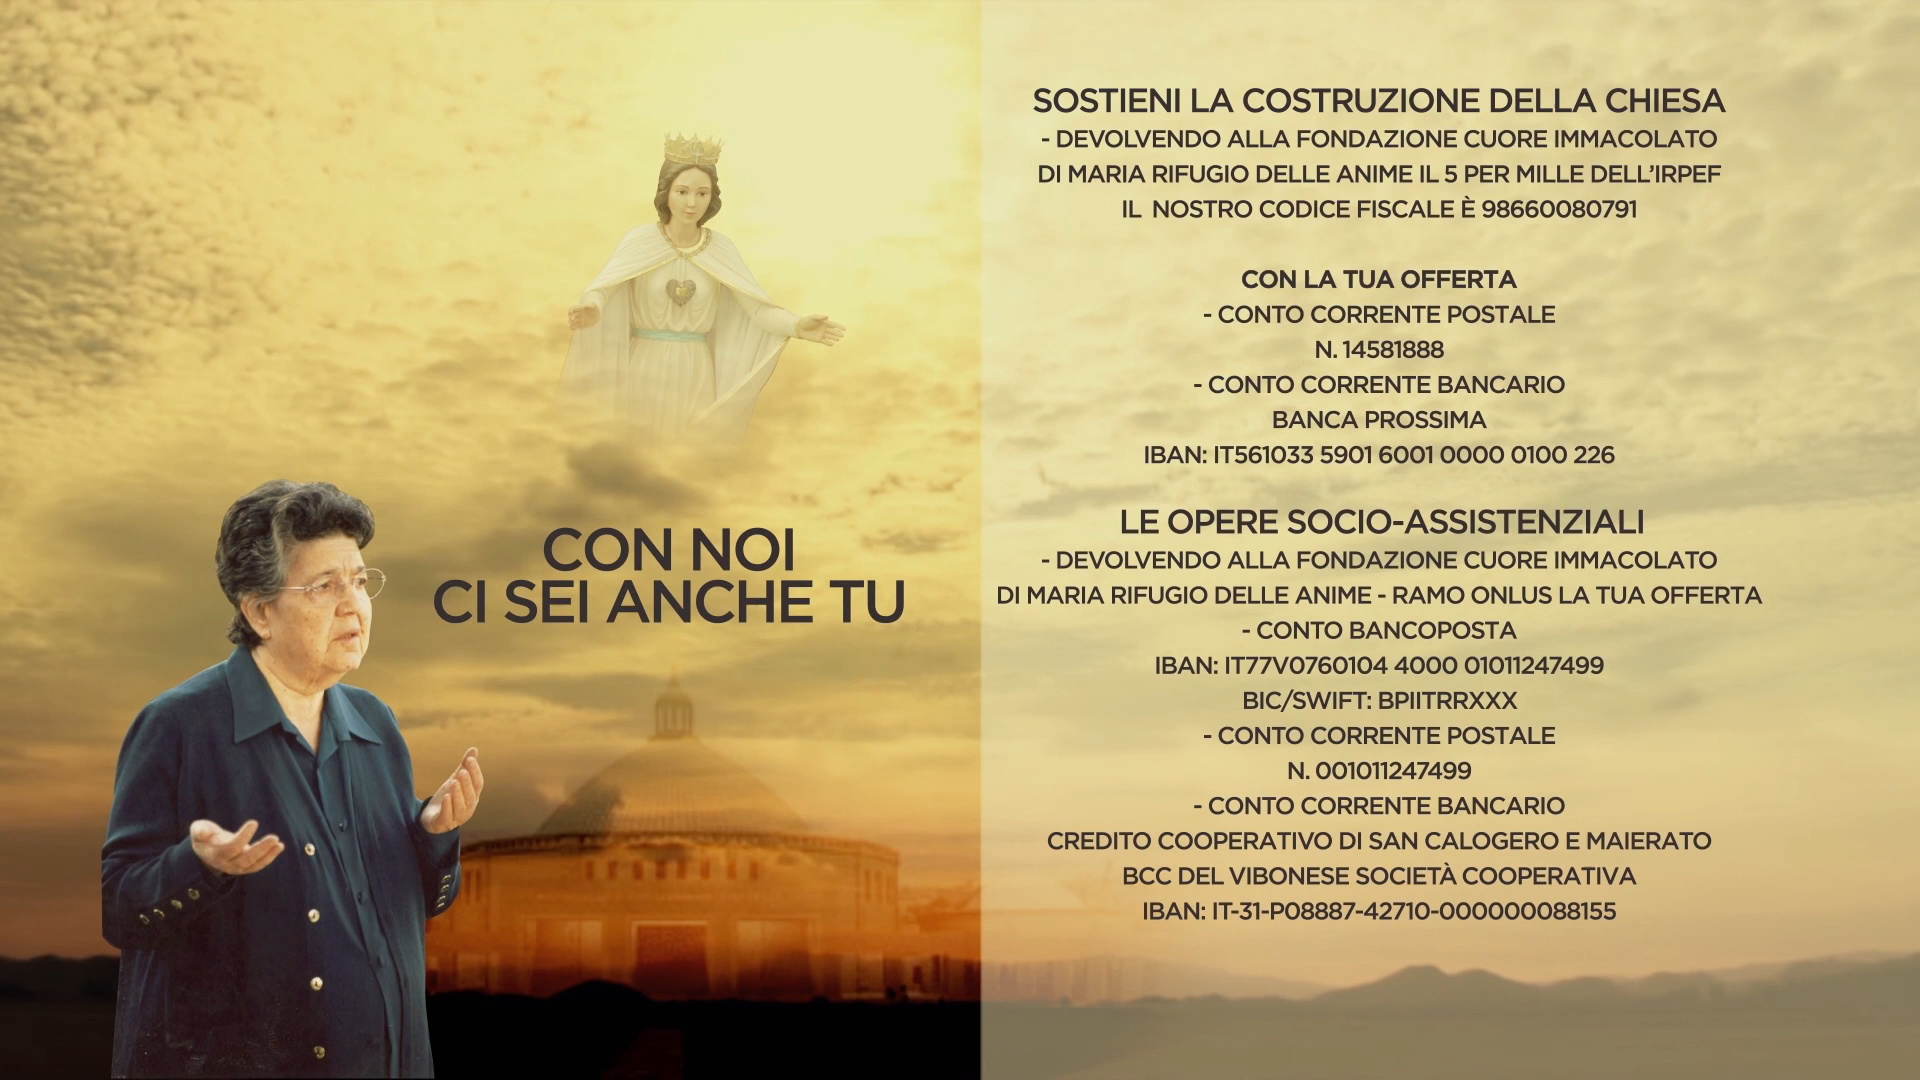 CON NOI
CI SEI ANCHE TU
SOSTIENI LA COSTRUZIONE DELLA CHIESA
- DEVOLVENDO ALLA FONDAZIONE CUORE IMMACOLATO
DI MARIA RIFUGIO DELLE ANIME IL 5 PER MILLE DELL'IRPEF
IL NOSTRO CODICE FISCALE È 98660080791
CON LA TUA OFFERTA
- CONTO CORRENTE POSTALE
N. 14581888
- CONTO CORRENTE BANCARIO
BANCA PROSSIMA
IBAN: IT561033 5901 6001 0000 0100 226
LE OPERE SOCIO-ASSISTENZIALI
- DEVOLVENDO ALLA FONDAZIONE CUORE IMMACOLATO
DI MARIA RIFUGIO DELLE ANIME - RAMO ONLUS LA TUA OFFERTA
- CONTO BANCOPOSTA
IBAN: IT77V0760104 4000 01011247499
BIC/SWIFT: BPIITRRXXX
- CONTO CORRENTE POSTALE
N. 001011247499
- CONTO CORRENTE BANCARIO
CREDITO COOPERATIVO DI SAN CALOGERO E MAIERATO
BCC DEL VIBONESE SOCIETÀ COOPERATIVA
IBAN: IT-31-P08887-42710-000000088155